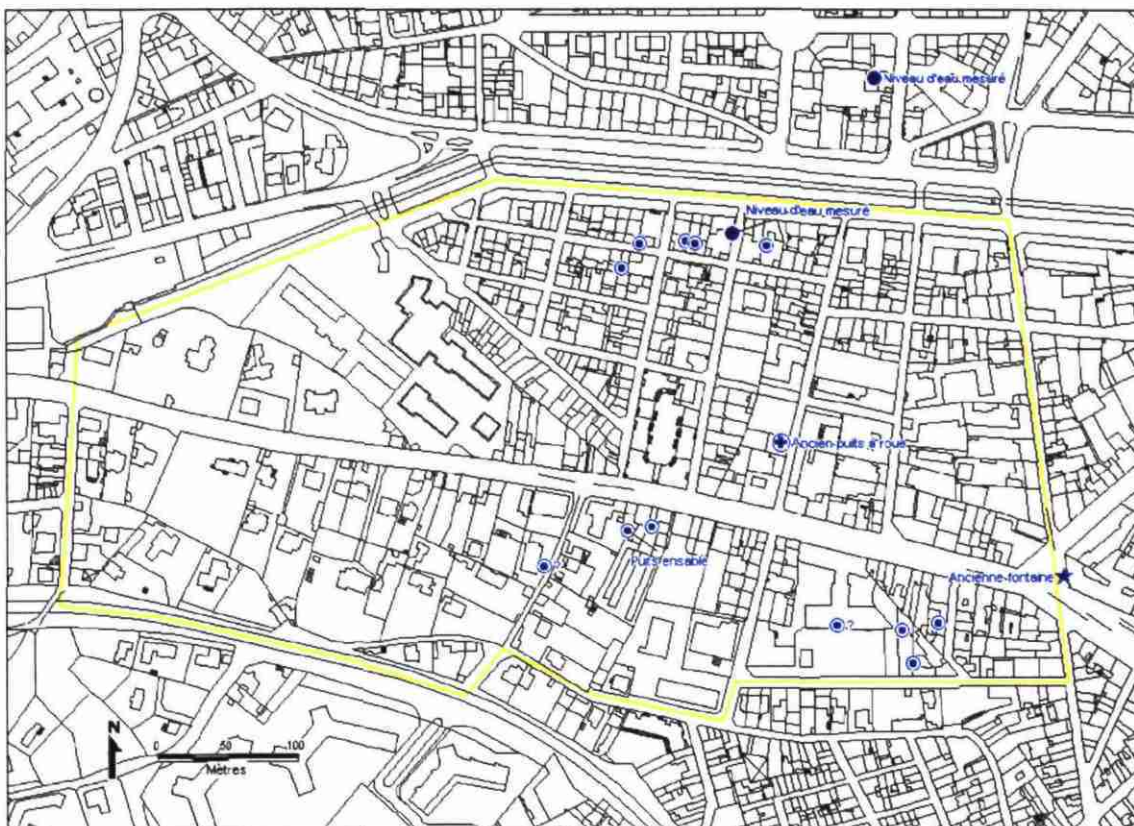 Niveau d'eau mesuré
Niveau d'eau mesuré
Ancien puits à roue
?
Puits ensablé
Ancienne fontaine
?
N
0 50 100
Mètres